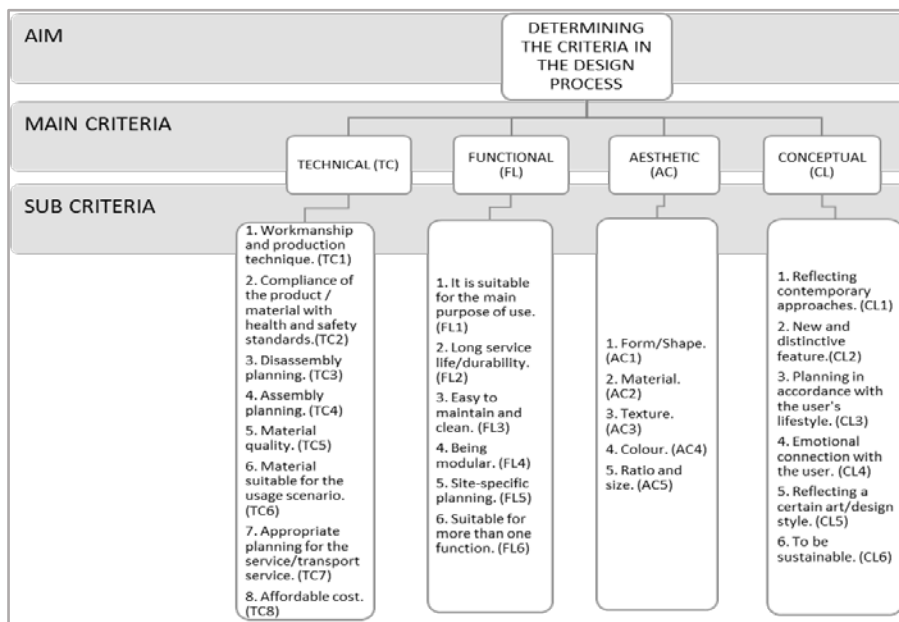 AIM
DETERMINING
THE CRITERIA IN
THE DESIGN
PROCESS
MAIN CRITERIA
TECHNICAL (TC)
FUNCTIONAL
(FL)
AESTHETIC
(AC)
CONCEPTUAL
(CL)
SUB CRITERIA
1. Workmanship
and production
technique. (TC1)
2. Compliance of
the product /
material with
health and safety
standards.(TC2)
3. Disassembly
planning. (TC3)
4. Assembly
planning. (TC4)
5. Material
quality. (TC5)
6. Material
suitable for the
usage scenario.
(TC6)
7. Appropriate
planning for the
service/transport
service. (TC7)
8. Affordable cost.
(TC8)
1. It is suitable
for the main
purpose of use.
(FL1)
2. Long service
life/durability.
(FL2)
3. Easy to
maintain and
clean. (FL3)
4. Being
modular. (FL4)
5. Site-specific
planning. (FL5)
6. Suitable for
more than one
function. (FL6)
1. Form/Shape.
(AC1)
2. Material.
(AC2)
3. Texture.
(AC3)
4. Colour. (AC4)
5. Ratio and
size. (AC5)
1. Reflecting
contemporary
approaches. (CL1)
2. New and
distinctive
feature.(CL2)
3. Planning in
accordance with
the user's
lifestyle. (CL3)
4. Emotional
connection with
the user. (CL4)
5. Reflecting a
certain art/design
style. (CL5)
6. To be
sustainable. (CL6)